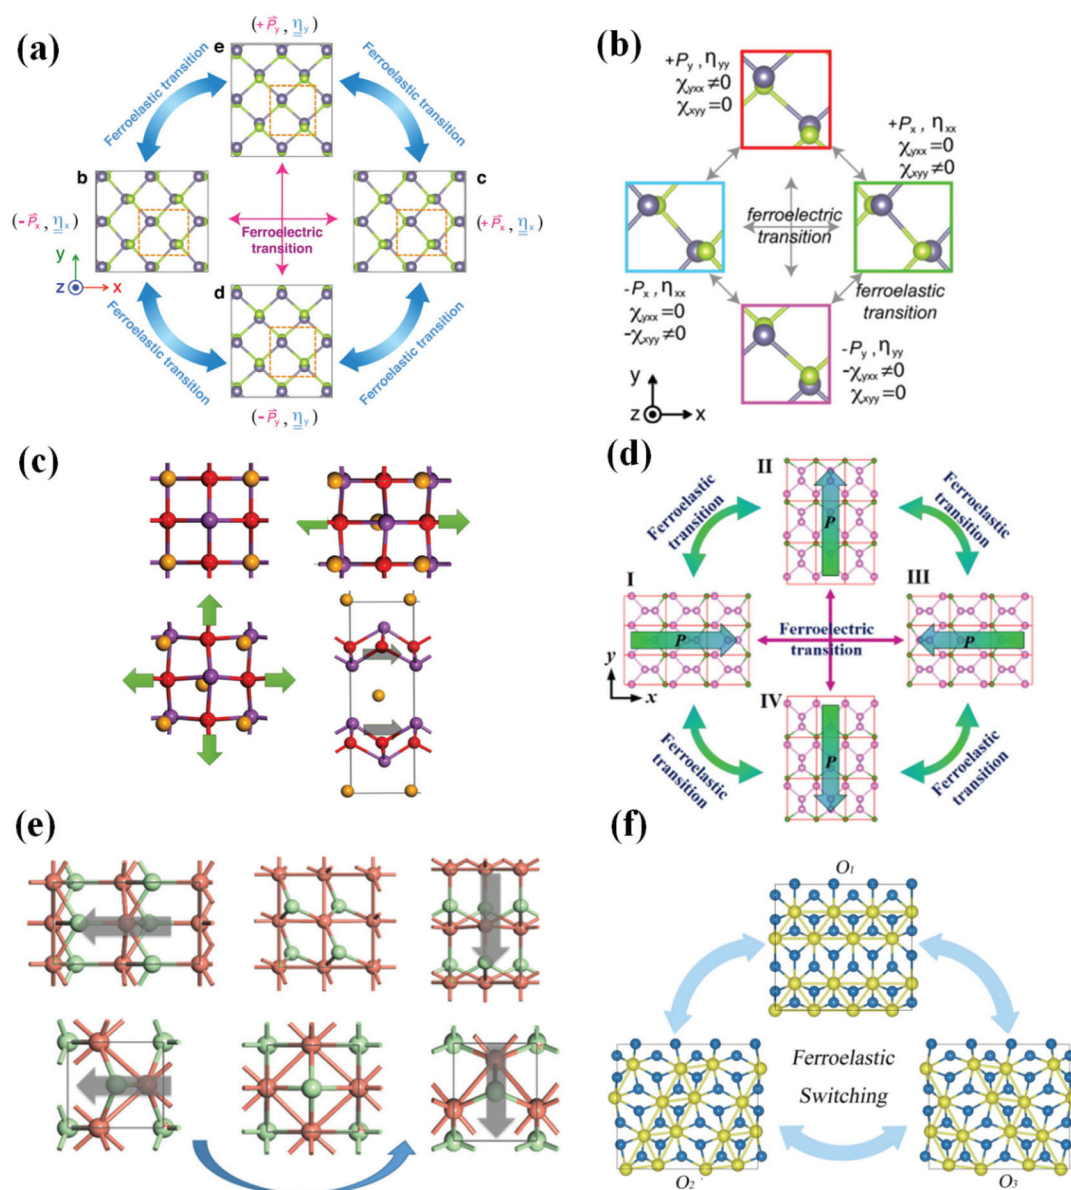 (a)
(+P⃗y, η̳y)
e
Ferroelastic transition
Ferroelastic transition
b
c
(-P⃗x, η̳x)
Ferroelectric
transition
(+P⃗x, η̳x)
y
z
x
d
Ferroelastic transition
Ferroelastic transition
(-P⃗y, η̳y)
(b)
+Py , ηyy
χyxx≠0
χxyy=0
+Px , ηxx
χyxx=0
χxyy≠0
ferroelectric
transition
-Px , ηxx
χyxx=0
-χxyy≠0
ferroelastic
transition
-Py , ηyy
-χyxx≠0
χxyy=0
y
z
x
(c)
(d)
II
Ferroelastic
transition
Ferroelastic
transition
P
I
III
P
Ferroelectric
transition
P
y
x
IV
P
Ferroelastic
transition
Ferroelastic
transition
(e)
(f)
O1
Ferroelastic
Switching
O2
O3